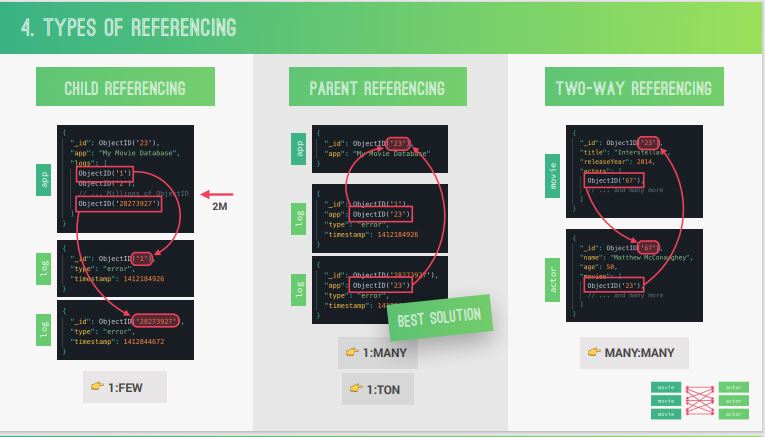 4. TYPES OF REFERENCING
CHILD REFERENCING
app
{
"_id": ObjectID('23'),
"app": "My Movie Database",
"logs": [
ObjectID('1')
ObjectID('2'),
// ... Millions of ObjectID
ObjectID('28273927')
]
}
2M
log
{
"_id": ObjectID('1'),
"type": "error",
"timestamp": 1412184926
}
log
{
"_id": ObjectID('28273927'),
"type": "error",
"timestamp": 1412844672
}
👉 1:FEW
PARENT REFERENCING
app
{
"_id": ObjectID('23'),
"app": "My Movie Database"
}
log
{
"_id": ObjectID('1'),
"app": ObjectID('23'),
"type": "error",
"timestamp": 1412184926
}
log
{
"_id": ObjectID('28273927'),
"app": ObjectID('23'),
"type": "error",
"timestamp":
}
BEST SOLUTION
👉 1:MANY
👉 1:TON
TWO-WAY REFERENCING
movie
{
"_id": ObjectID('23'),
"title": "Interstellar",
"releaseYear": 2014,
"actors": [
ObjectID('67'),
// ... and many more
]
}
actor
{
"_id": ObjectID('67'),
"name": "Matthew McConaughey",
"age": 50,
"movies": [
ObjectID('23'),
// ... and many more
]
}
👉 MANY:MANY
movie actor
movie actor
movie actor